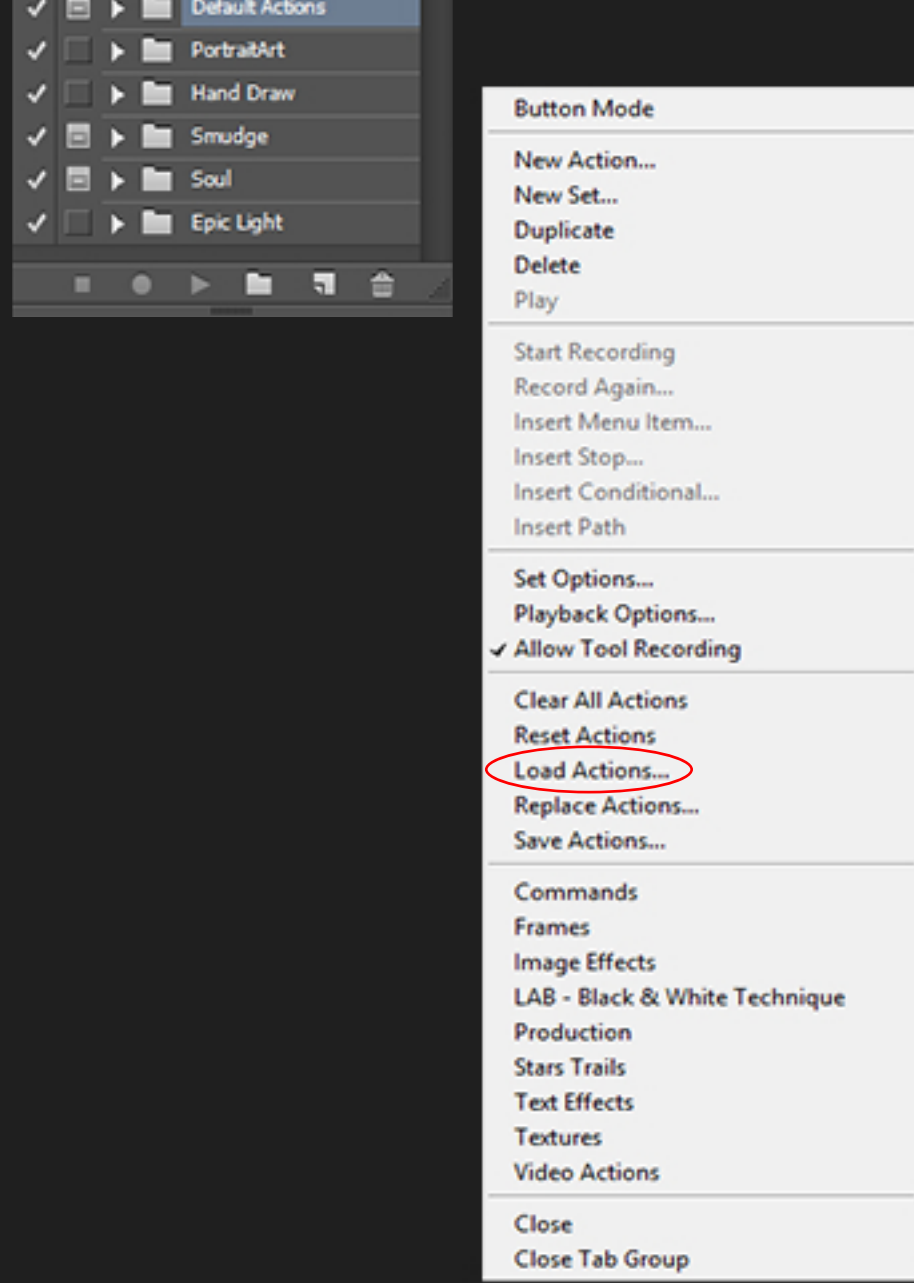 Default Actions
PortraitArt
Hand Draw
Smudge
Soul
Epic Light
Button Mode
New Action...
New Set...
Duplicate
Delete
Play
Start Recording
Record Again...
Insert Menu Item...
Insert Stop...
Insert Conditional...
Insert Path
Set Options...
Playback Options...
Allow Tool Recording
Clear All Actions
Reset Actions
Load Actions...
Replace Actions...
Save Actions...
Commands
Frames
Image Effects
LAB - Black & White Technique
Production
Stars Trails
Text Effects
Textures
Video Actions
Close
Close Tab Group